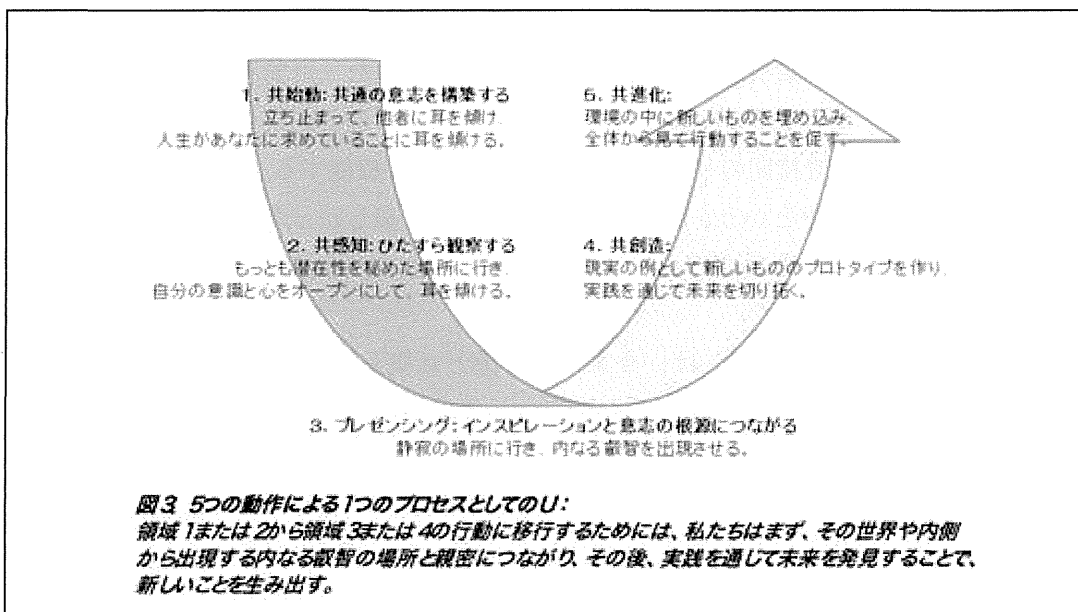 1. 共始動: 共通の意志を構築する
立ち止まって、他者に耳を傾け、
人生があなたに求めていることに耳を傾ける。
2. 共感知: ひたすら観察する
もっとも潜在性を秘めた場所に行き、
自分の意識と心をオープンにして、耳を傾ける。
3. プレゼンシング: インスピレーションと意志の根源につながる
静寂の場所に行き、内なる叡智を出現させる。
4. 共創造:
現実の例として新しいもののプロトタイプを作り、
実践を通じて未来を切り拓く。
5. 共進化:
環境の中に新しいものを埋め込み、
全体から見て行動することを促す。
図3. 5つの動作による1つのプロセスとしてのU:
領域1または2から領域3または4の行動に移行するためには、私たちはまず、その世界や内側
から出現する内なる叡智の場所と親密につながり、その後、実践を通じて未来を発見することで、
新しいことを生み出す。